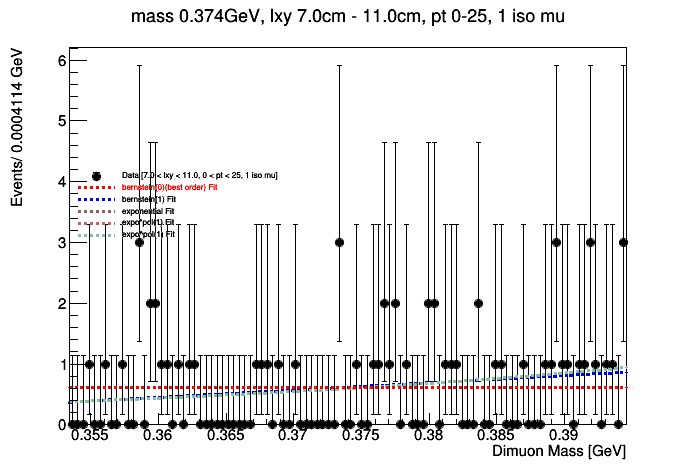 mass 0.374GeV, lxy 7.0cm - 11.0cm, pt 0-25, 1 iso mu
Events/ 0.0004114 GeV
6
5
4
3
2
1
0
Data [7.0 < lxy < 11.0, 0 < pt < 25, 1 iso mu]
bernstein[0](best order) Fit
bernstein(1) Fit
exponential Fit
expo*pol(1) Fit
expo*pol(1) Fit
0.355 0.36 0.365 0.37 0.375 0.38 0.385 0.39
Dimuon Mass [GeV]